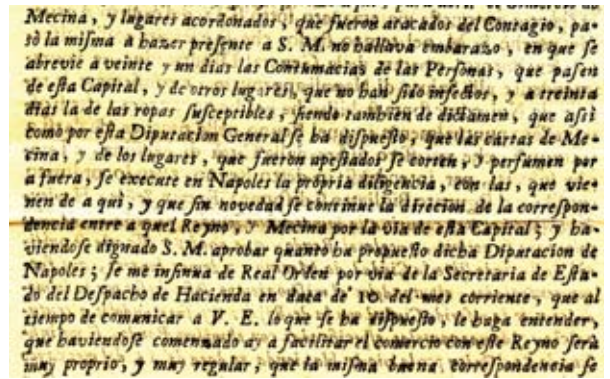 Mecina, y lugares acordonados, que fueron atacados del Contagio, pa-
sò la misma à hazer presente a S. M. no hallava embarazo, en que se
abrevie a veinte y un dias las Contumacias de las Personas, que pasen
de esta Capital, y de otros lugares, que no han sido infectos, y a treinta
dias la de las ropas susceptibles, siendo tambien de dictamen, que assi
como por esta Diputacion General se ha dispuesto, que las cartas de Me-
cina, y de los lugares, que fueron apestados se corten, y perfumen por
a fuera, se execute en Napoles la propria diligencia, con las, que vie-
nen de a qui, y que sin novedad se continue la direcion de la correspon-
dencia entre a quel Reyno, y Mecina por la via de esta Capital; y ha-
viendose dignado S. M. aprobar quanto ha propuesto dicha Diputacion de
Napoles; se me insinua de Real Orden por via de la Secretaria de Esta-
do del Despacho de Hacienda en data de 10. del mes corriente, que al
tiempo de comunicar a V. E. lo que se ha dispuesto, le haga entender,
que haviendose comenzado ay a facilitar el comercio con este Reyno serà
muy proprio, y muy regular, que la misma buena correspondencia se